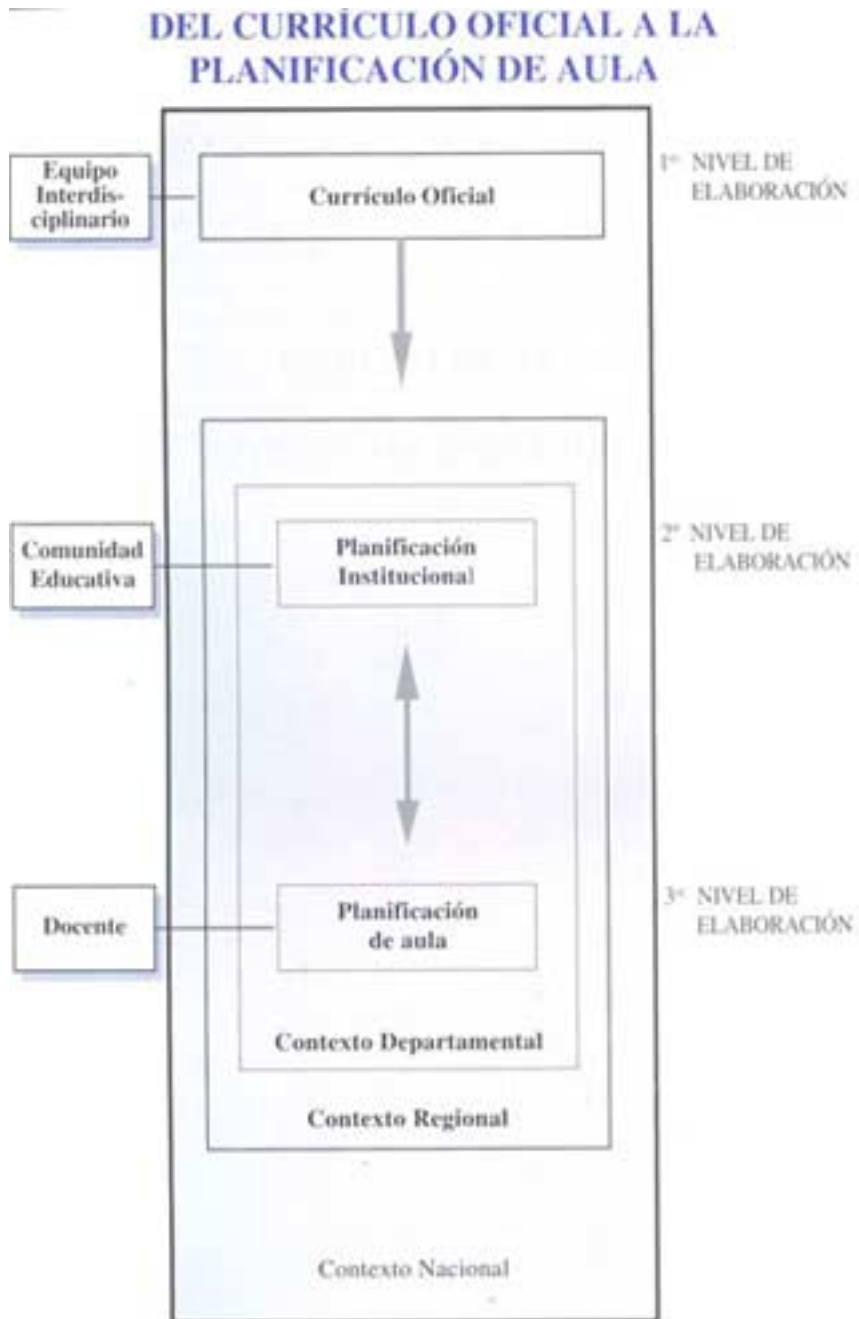 DEL CURRÍCULO OFICIAL A LA
PLANIFICACIÓN DE AULA
Equipo
Interdis-
ciplinario
Currículo Oficial
1er NIVEL DE
ELABORACIÓN
Comunidad
Educativa
Planificación
Institucional
2º NIVEL DE
ELABORACIÓN
Docente
Planificación
de aula
3er NIVEL DE
ELABORACIÓN
Contexto Departamental
Contexto Regional
Contexto Nacional